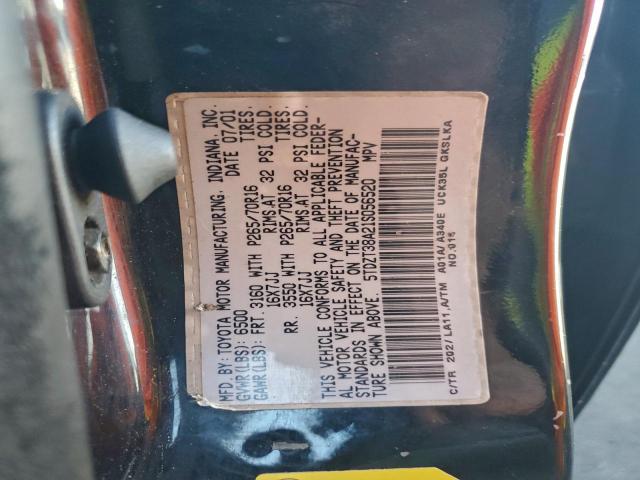 MFD. BY: TOYOTA MOTOR MANUFACTURING, INDIANA, INC.
GVWR(LBS): 5500 DATE 07/01
GAWR(LBS): FRT. 3160 WITH P265/70R16 TIRES.
16X7JJ RIMS AT 32 PSI COLD.
RR. 3550 WITH P265/70R16 TIRES.
16X7JJ RIMS AT 32 PSI COLD.
THIS VEHICLE CONFORMS TO ALL APPLICABLE FEDER-
AL MOTOR VEHICLE SAFETY AND THEFT PREVENTION
STANDARDS IN EFFECT ON THE DATE OF MANUFAC-
TURE SHOWN ABOVE. 5TDZT38A21S056520 MPV
C/TR 202/LA11,A/TM A01A/A340E UCK35L GKSLKA
NO.916